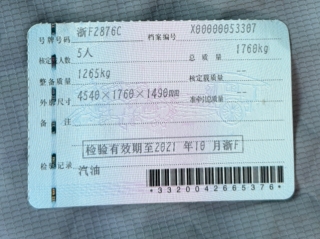 号牌号码 浙F2876C 档案编号 X00000053307
核定载人数 5人 总质量 1760kg
整备质量 1265kg 核定载质量 --
外廓尺寸 4540×1760×1490mm 准牵引总质量 --
备注
检验有效期至2021年10月浙F
检验记录 汽油
*3320042665376*